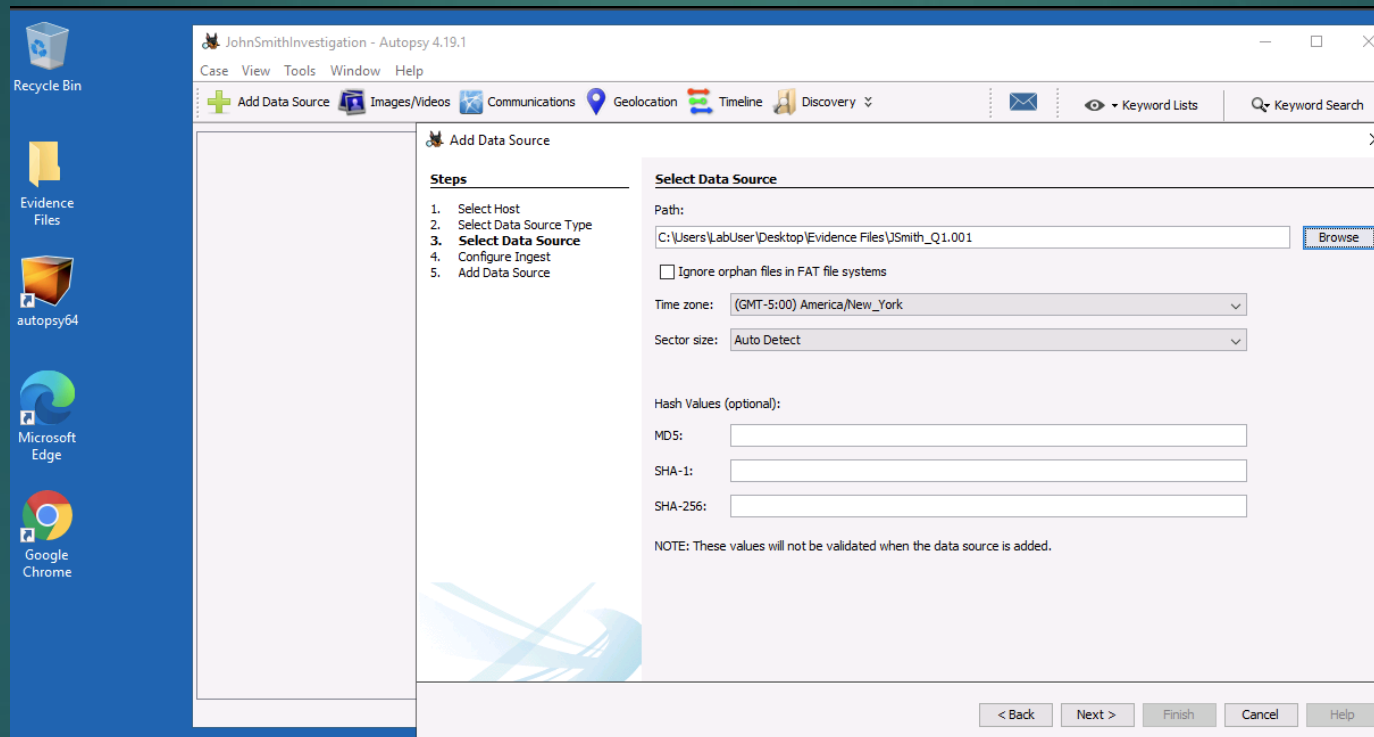 Recycle Bin
Evidence
Files
autopsy64
Microsoft
Edge
Google
Chrome
JohnSmithInvestigation - Autopsy 4.19.1
Case View Tools Window Help
Add Data Source Images/Videos Communications Geolocation Timeline Discovery Keyword Lists Keyword Search
Add Data Source
Steps
1. Select Host
2. Select Data Source Type
3. Select Data Source
4. Configure Ingest
5. Add Data Source
Select Data Source
Path:
C:\Users\LabUser\Desktop\Evidence Files\JSmith_Q1.001 Browse
Ignore orphan files in FAT file systems
Time zone: (GMT-5:00) America/New_York
Sector size: Auto Detect
Hash Values (optional):
MD5:
SHA-1:
SHA-256:
NOTE: These values will not be validated when the data source is added.
< Back Next > Finish Cancel Help